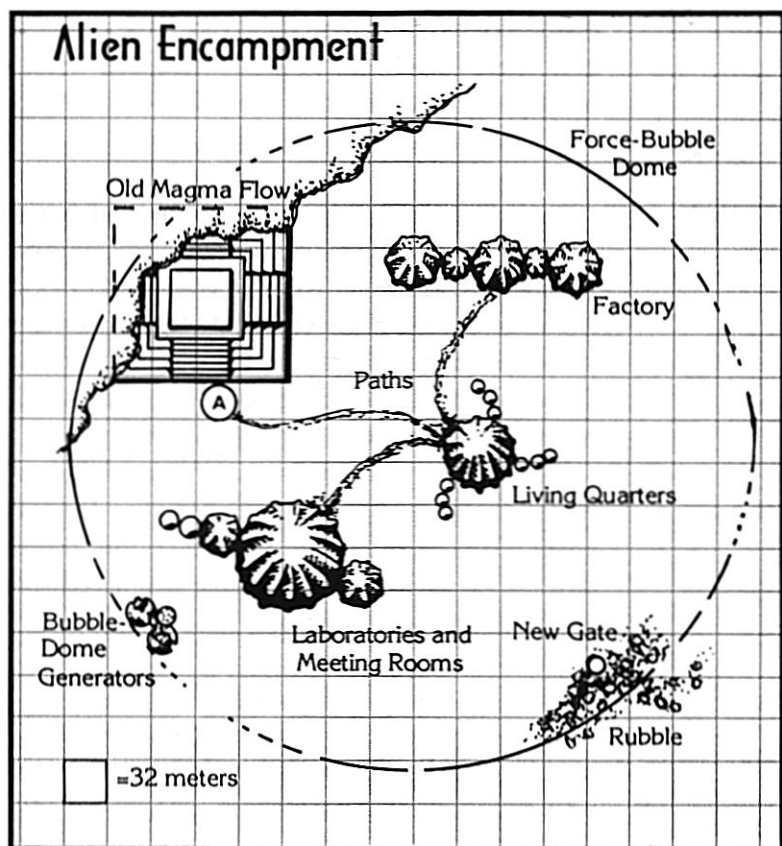 Alien Encampment
Force-Bubble
Dome
Old Magma Flow
Factory
Paths
A
Living Quarters
Bubble-
Dome
Generators
Laboratories and
Meeting Rooms
New Gate
Rubble
=32 meters